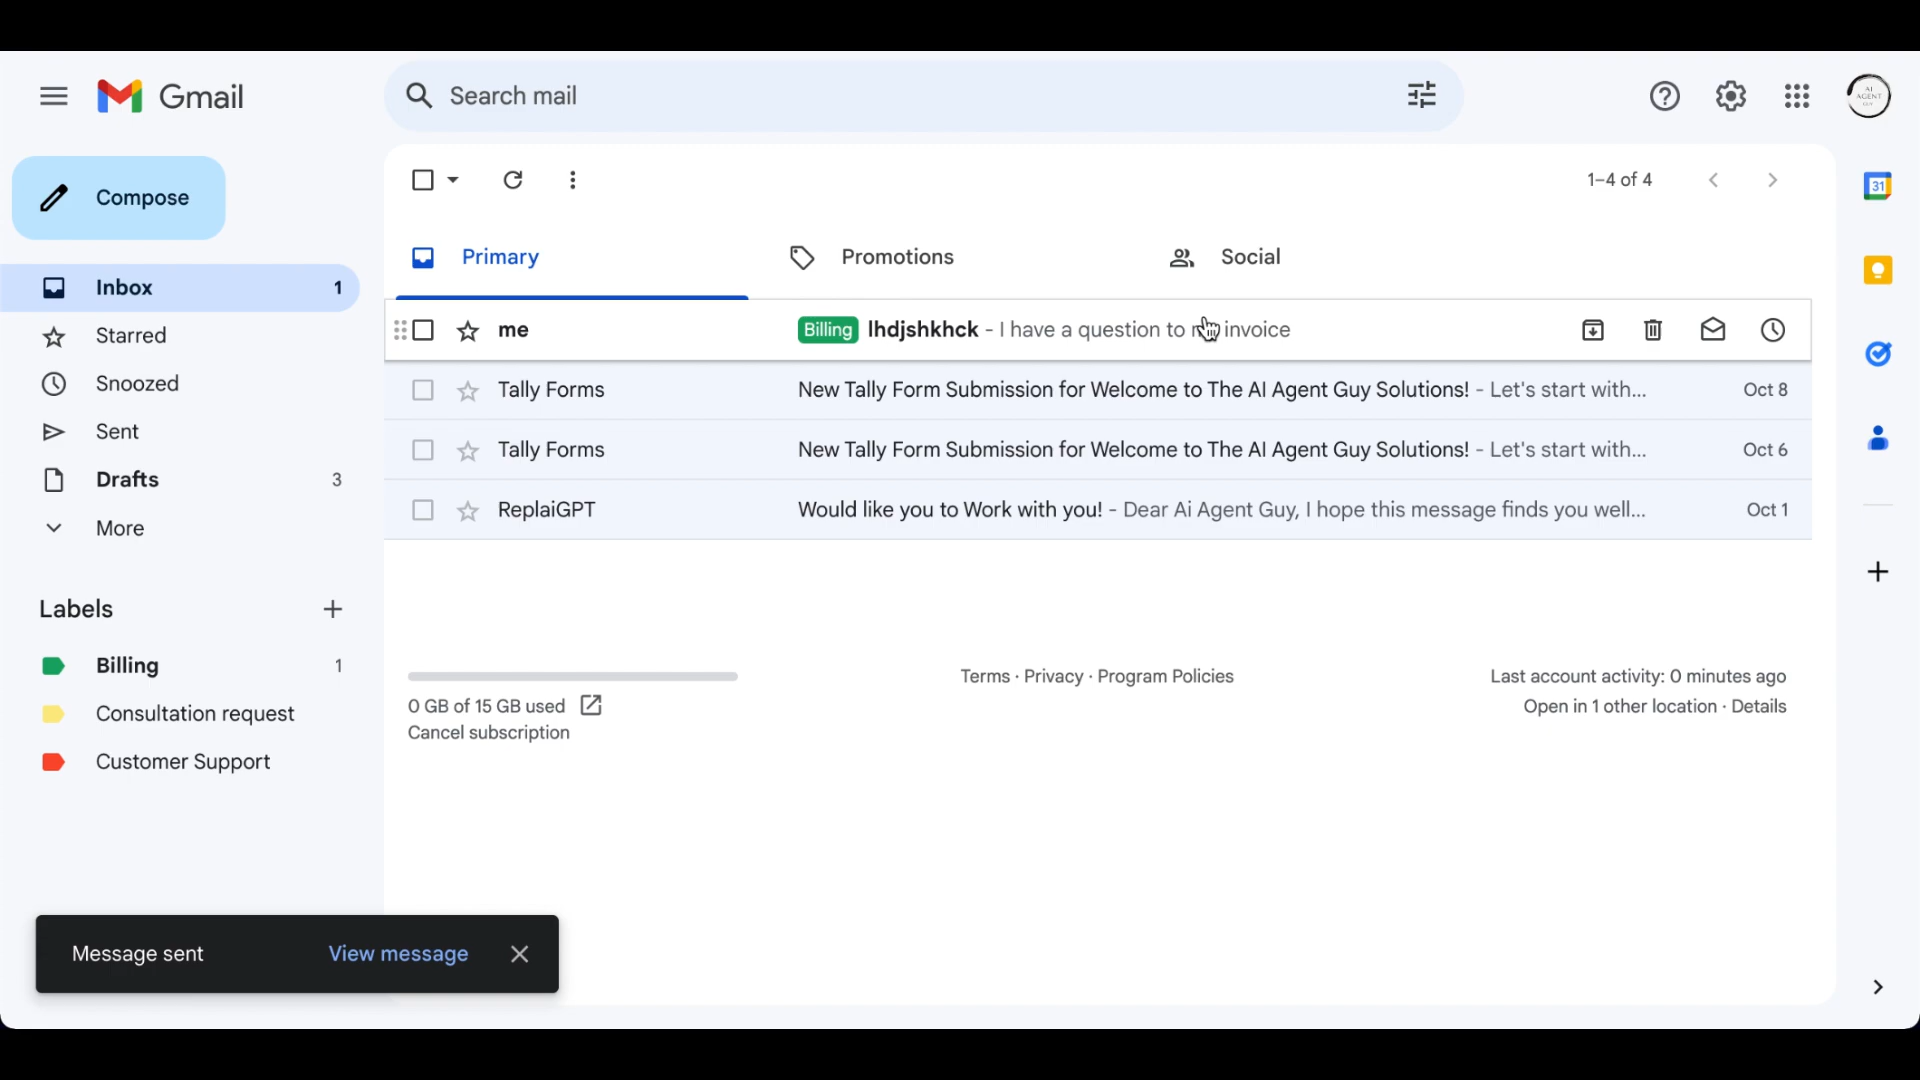 Gmail
Search mail
AI AGENT GUY
Compose
1–4 of 4
31
Primary
Promotions
Social
Inbox 1
Starred
Snoozed
Sent
Drafts 3
More
me Billing lhdjshkhck - I have a question to invoice
Tally Forms New Tally Form Submission for Welcome to The AI Agent Guy Solutions! - Let's start with... Oct 8
Tally Forms New Tally Form Submission for Welcome to The AI Agent Guy Solutions! - Let's start with... Oct 6
ReplaiGPT Would like you to Work with you! - Dear Ai Agent Guy, I hope this message finds you well... Oct 1
Labels
Billing 1
Consultation request
Customer Support
0 GB of 15 GB used
Cancel subscription
Terms · Privacy · Program Policies
Last account activity: 0 minutes ago
Open in 1 other location · Details
Message sent View message